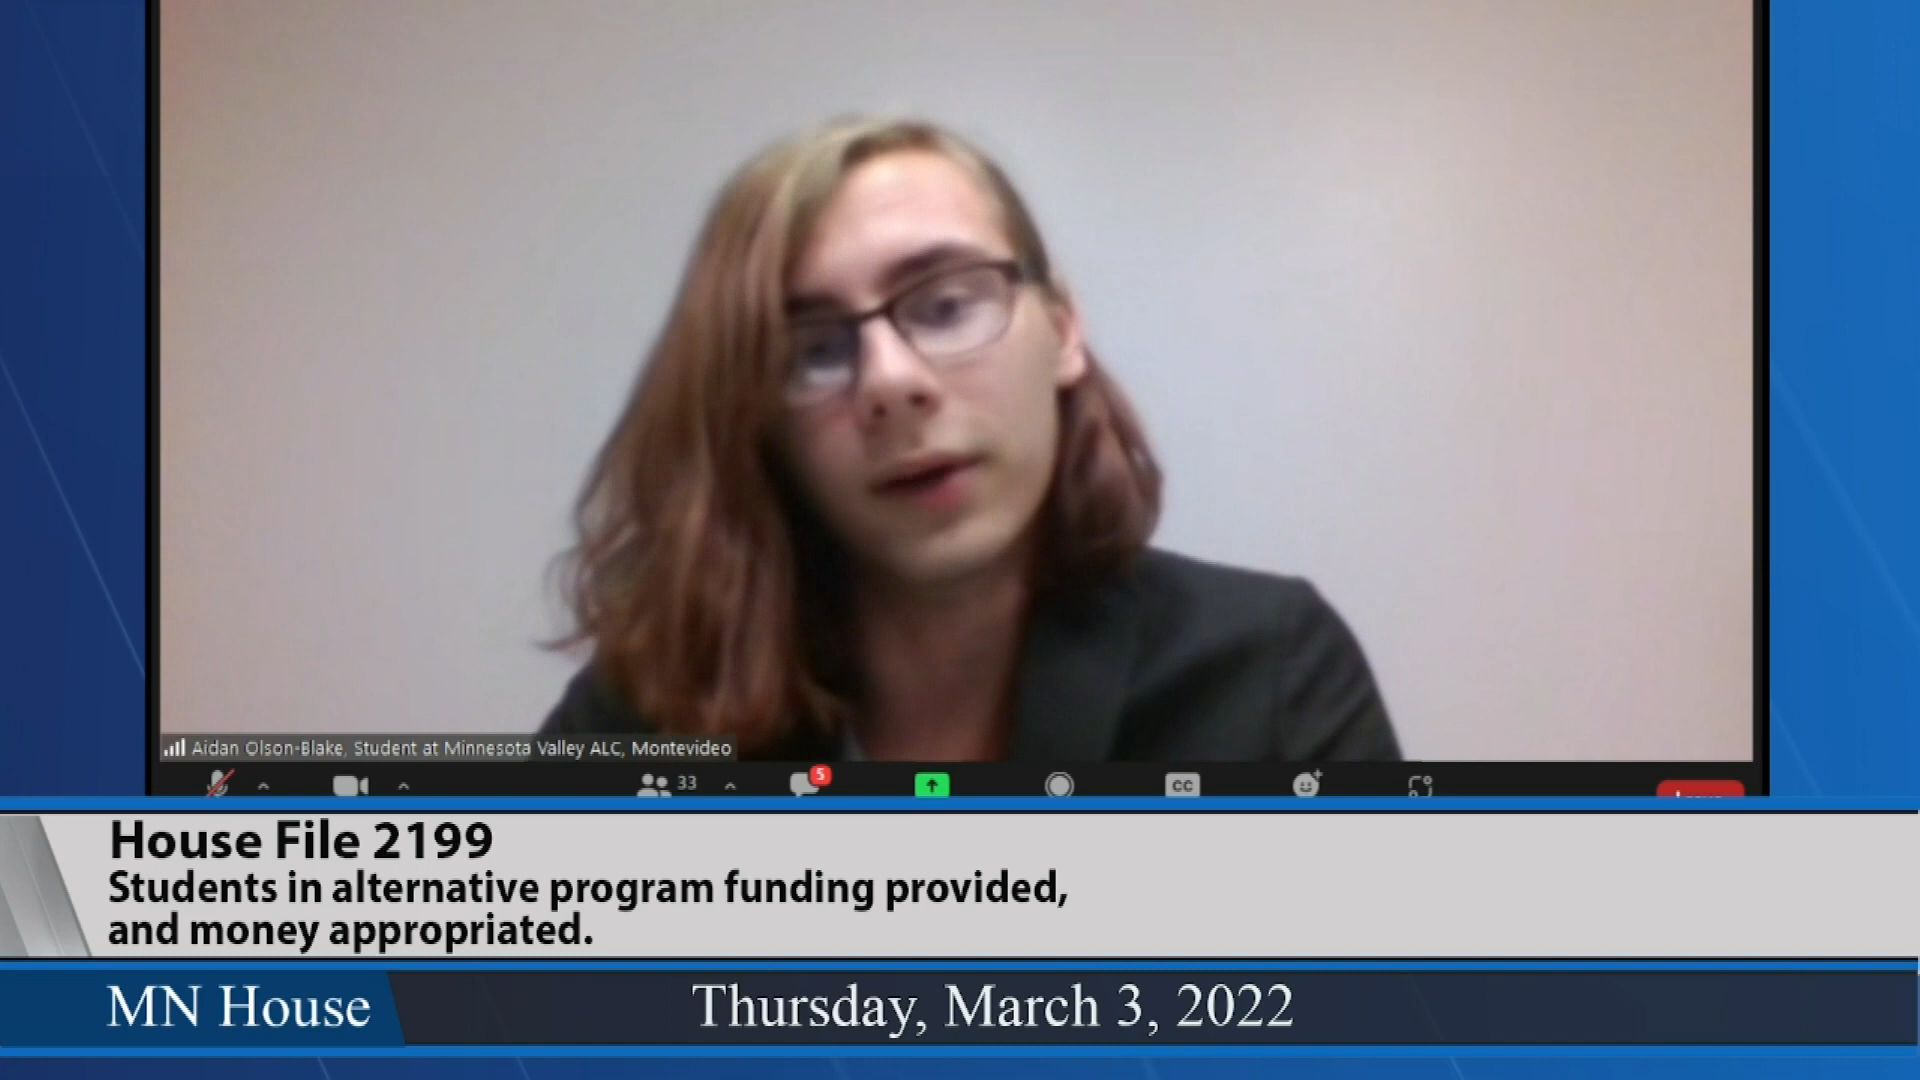 Aidan Olson-Blake, Student at Minnesota Valley ALC, Montevideo
33
5
CC
House File 2199
Students in alternative program funding provided,
and money appropriated.
MN House
Thursday, March 3, 2022